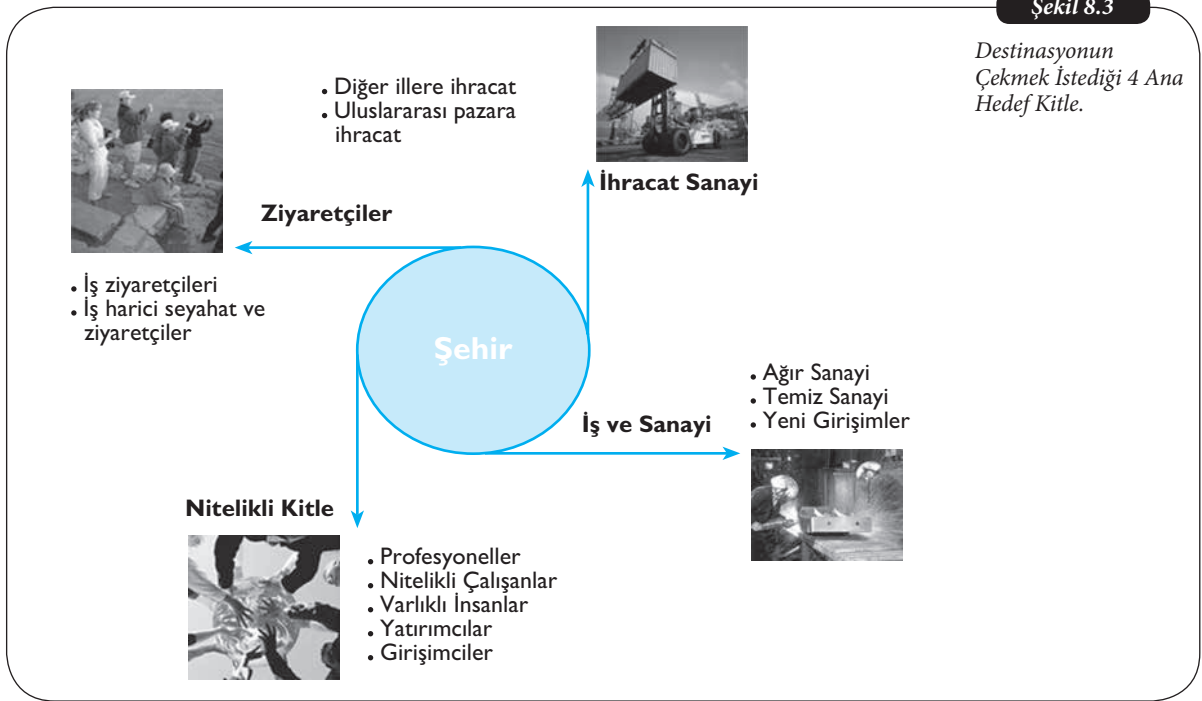 Şekil 8.3
Destinasyonun
Çekmek İstediği 4 Ana
Hedef Kitle.
• Diğer illere ihracat
• Uluslararası pazara
ihracat
İhracat Sanayi
Ziyaretçiler
• İş ziyaretçileri
• İş harici seyahat ve
ziyaretçiler
Şehir
• Ağır Sanayi
• Temiz Sanayi
• Yeni Girişimler
İş ve Sanayi
Nitelikli Kitle
• Profesyoneller
• Nitelikli Çalışanlar
• Varlıklı İnsanlar
• Yatırımcılar
• Girişimciler